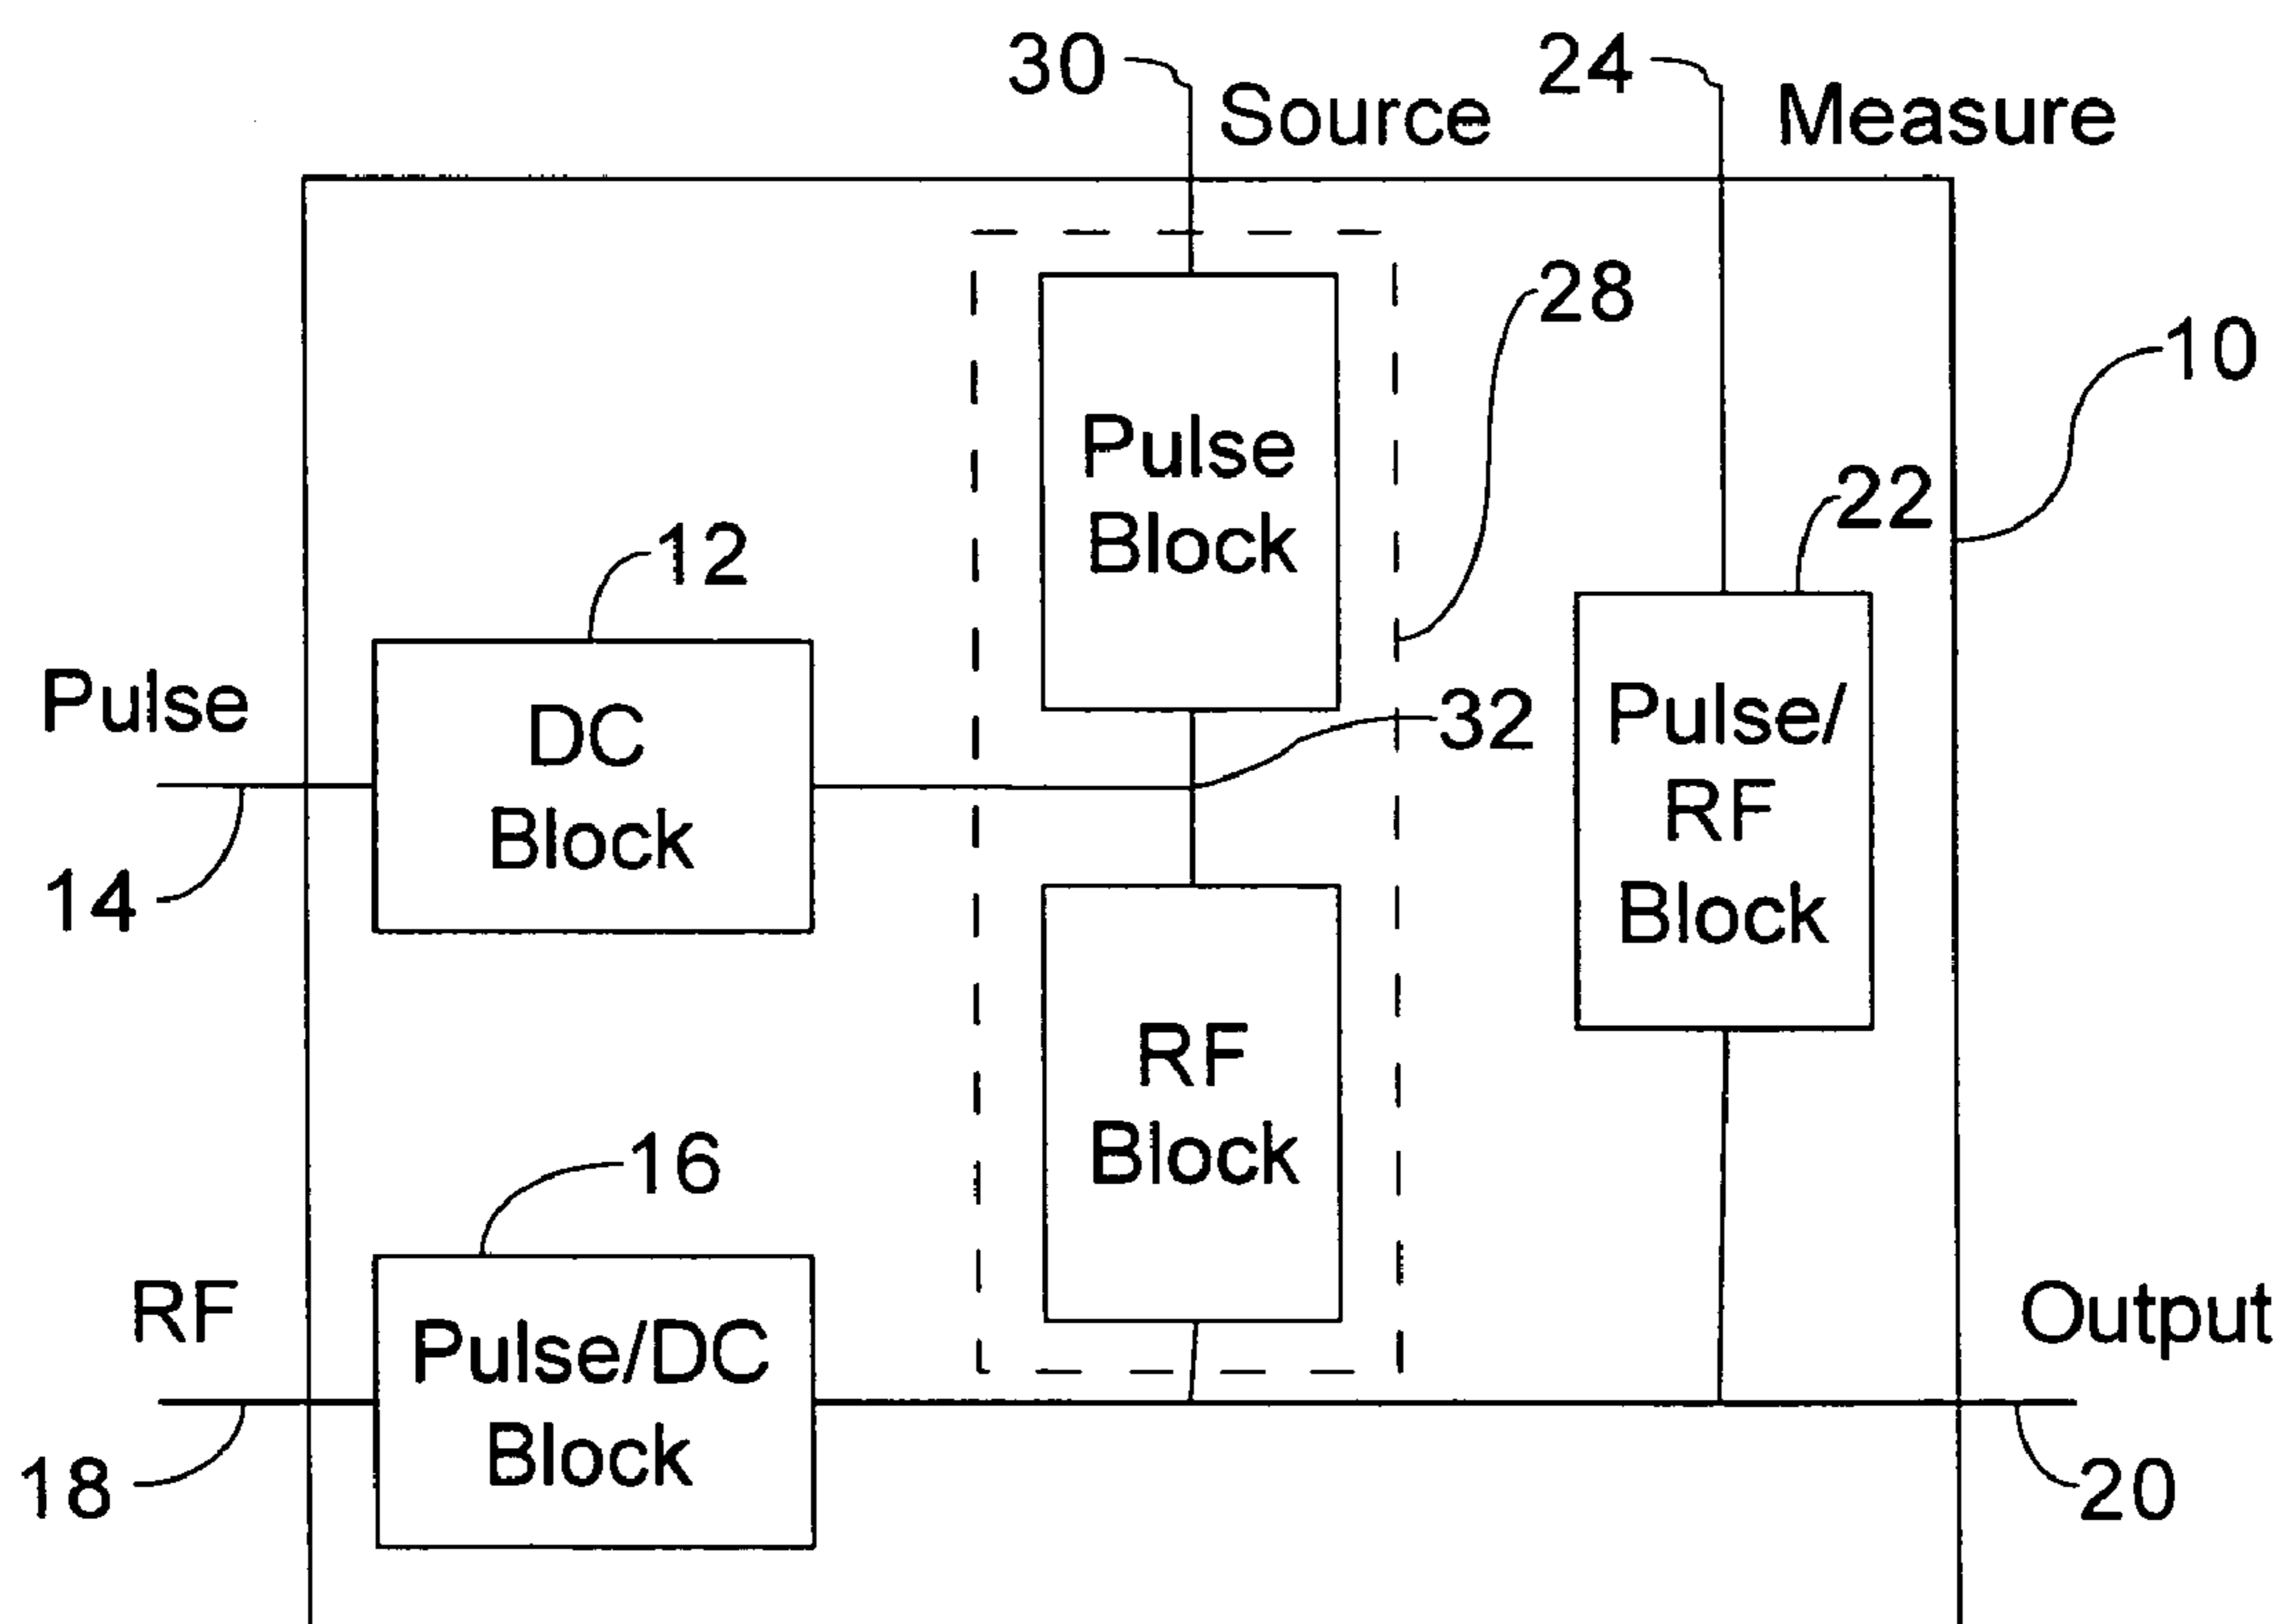 30
Source
24
Measure
28
10
Pulse
Block
22
12
Pulse
DC
Block
32
Pulse/
RF
Block
14
RF
Block
16
RF
Pulse/DC
Block
Output
18
20